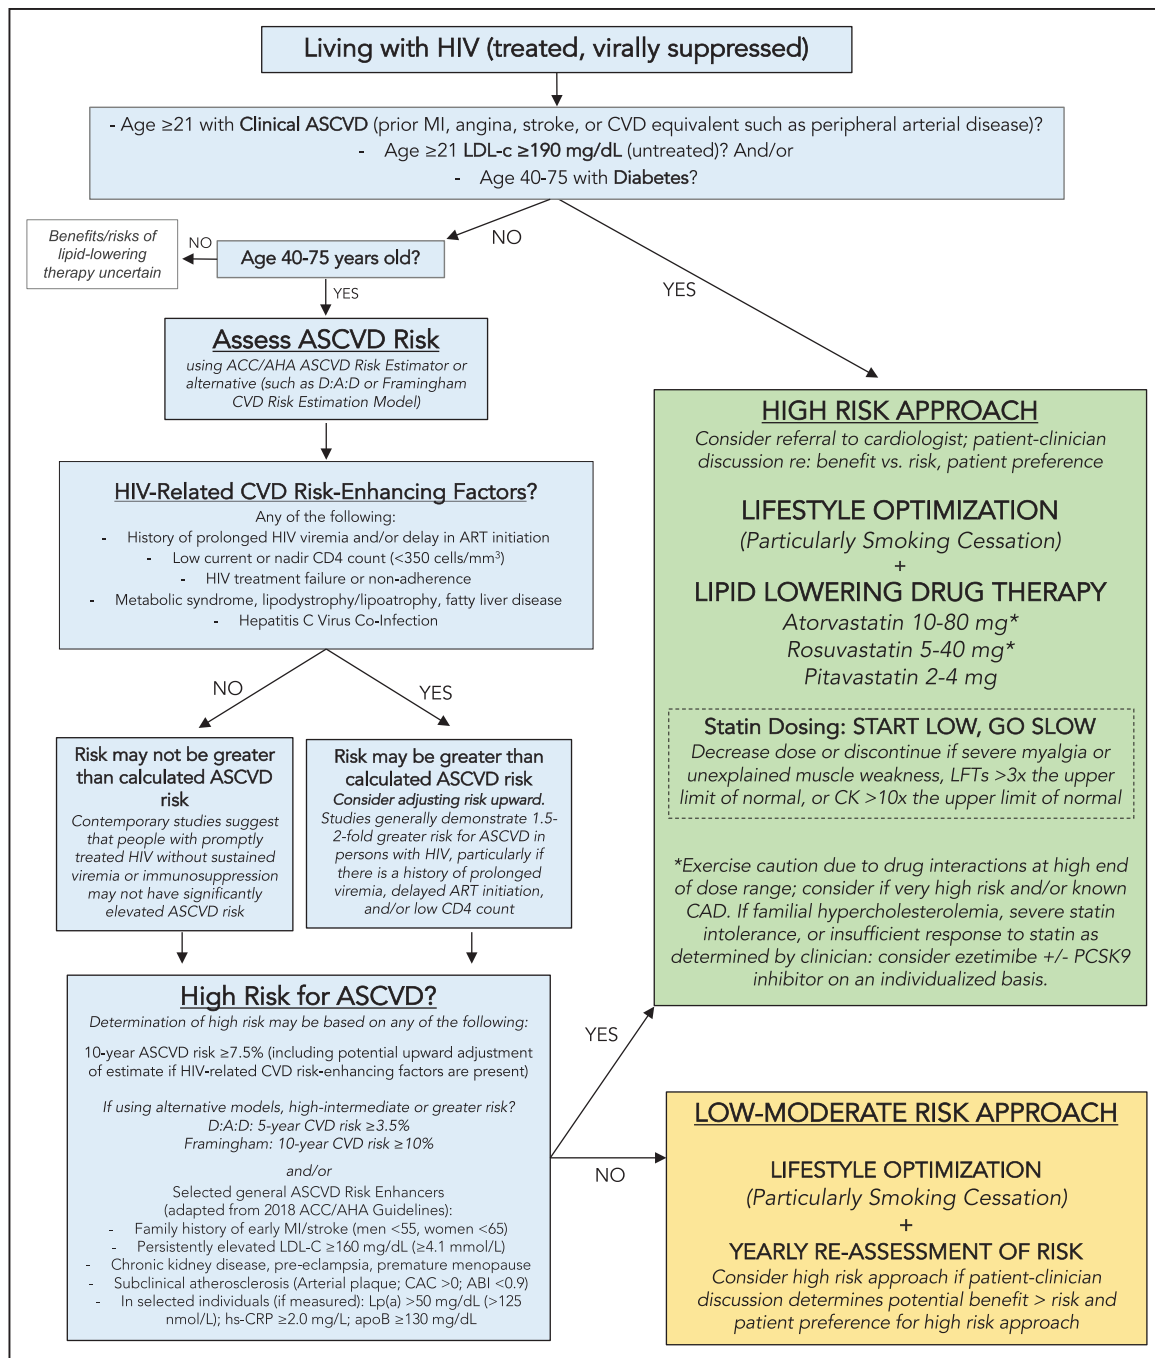 Living with HIV (treated, virally suppressed)
- Age ≥21 with Clinical ASCVD (prior MI, angina, stroke, or CVD equivalent such as peripheral arterial disease)?
- Age ≥21 LDL-c ≥190 mg/dL (untreated)? And/or
- Age 40-75 with Diabetes?
NO
YES
Benefits/risks of
lipid-lowering
therapy uncertain
NO
Age 40-75 years old?
YES
Assess ASCVD Risk
using ACC/AHA ASCVD Risk Estimator or
alternative (such as D:A:D or Framingham
CVD Risk Estimation Model)
HIV-Related CVD Risk-Enhancing Factors?
Any of the following:
- History of prolonged HIV viremia and/or delay in ART initiation
- Low current or nadir CD4 count (<350 cells/mm³)
- HIV treatment failure or non-adherence
- Metabolic syndrome, lipodystrophy/lipoatrophy, fatty liver disease
- Hepatitis C Virus Co-Infection
NO
YES
Risk may not be greater
than calculated ASCVD
risk
Contemporary studies suggest
that people with promptly
treated HIV without sustained
viremia or immunosuppression
may not have significantly
elevated ASCVD risk
Risk may be greater than
calculated ASCVD risk
Consider adjusting risk upward.
Studies generally demonstrate 1.5-
2-fold greater risk for ASCVD in
persons with HIV, particularly if
there is a history of prolonged
viremia, delayed ART initiation,
and/or low CD4 count
High Risk for ASCVD?
Determination of high risk may be based on any of the following:
10-year ASCVD risk ≥7.5% (including potential upward adjustment
of estimate if HIV-related CVD risk-enhancing factors are present)
If using alternative models, high-intermediate or greater risk?
D:A:D: 5-year CVD risk ≥3.5%
Framingham: 10-year CVD risk ≥10%
and/or
Selected general ASCVD Risk Enhancers
(adapted from 2018 ACC/AHA Guidelines):
- Family history of early MI/stroke (men <55, women <65)
- Persistently elevated LDL-C ≥160 mg/dL (≥4.1 mmol/L)
- Chronic kidney disease, pre-eclampsia, premature menopause
- Subclinical atherosclerosis (Arterial plaque; CAC >0; ABI <0.9)
- In selected individuals (if measured): Lp(a) >50 mg/dL (>125
nmol/L); hs-CRP ≥2.0 mg/L; apoB ≥130 mg/dL
YES
NO
HIGH RISK APPROACH
Consider referral to cardiologist; patient-clinician
discussion re: benefit vs. risk, patient preference
LIFESTYLE OPTIMIZATION
(Particularly Smoking Cessation)
+
LIPID LOWERING DRUG THERAPY
Atorvastatin 10-80 mg*
Rosuvastatin 5-40 mg*
Pitavastatin 2-4 mg
Statin Dosing: START LOW, GO SLOW
Decrease dose or discontinue if severe myalgia or
unexplained muscle weakness, LFTs >3x the upper
limit of normal, or CK >10x the upper limit of normal
*Exercise caution due to drug interactions at high end
of dose range; consider if very high risk and/or known
CAD. If familial hypercholesterolemia, severe statin
intolerance, or insufficient response to statin as
determined by clinician: consider ezetimibe +/- PCSK9
inhibitor on an individualized basis.
LOW-MODERATE RISK APPROACH
LIFESTYLE OPTIMIZATION
(Particularly Smoking Cessation)
+
YEARLY RE-ASSESSMENT OF RISK
Consider high risk approach if patient-clinician
discussion determines potential benefit > risk and
patient preference for high risk approach